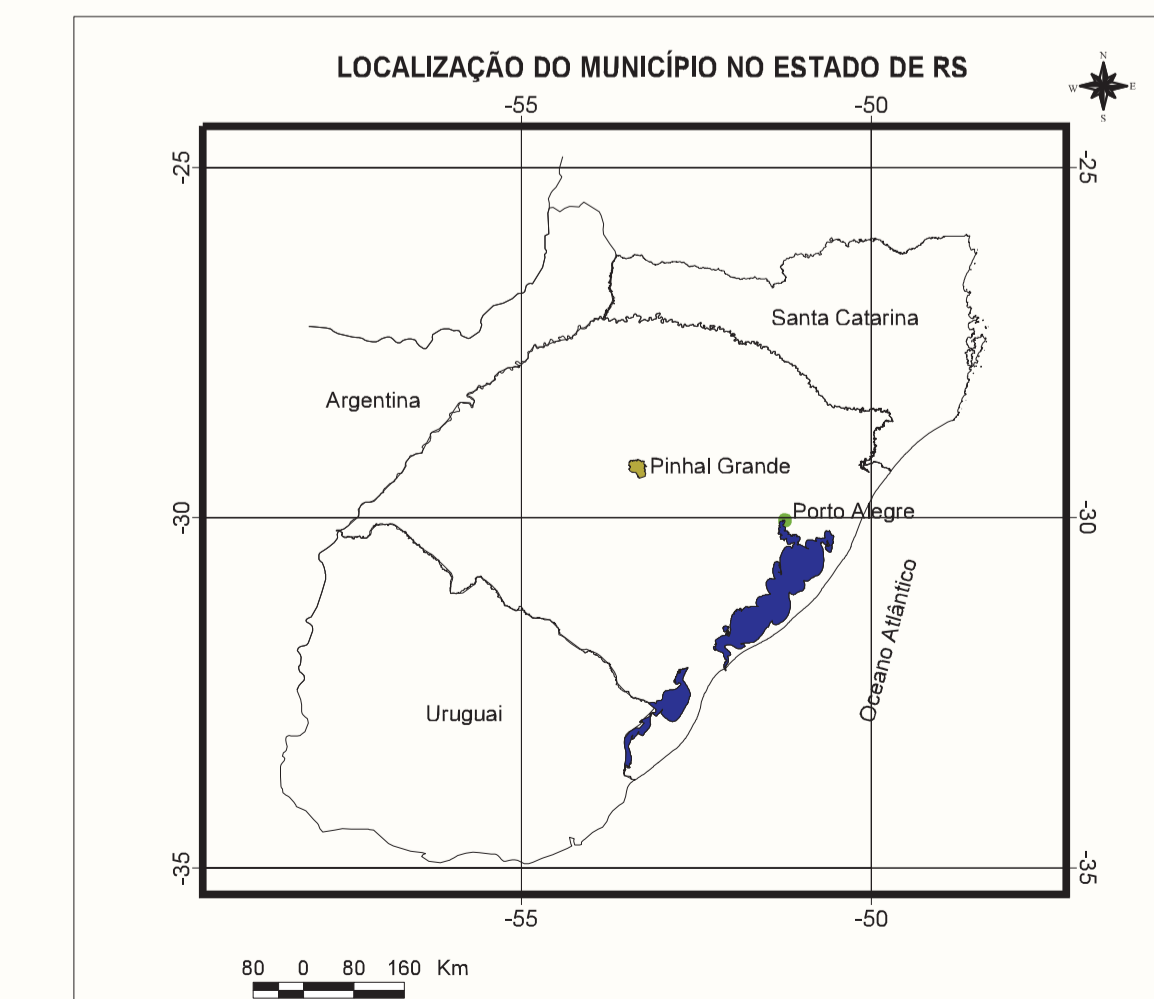 LOCALIZAÇÃO DO MUNICÍPIO NO ESTADO DE RS
N
W E
S
-55 -50
-25 -25
Santa Catarina
Argentina
Pinhal Grande
Porto Alegre
-30 -30
Oceano Atlântico
Uruguai
-35 -35
-55 -50
80 0 80 160 Km